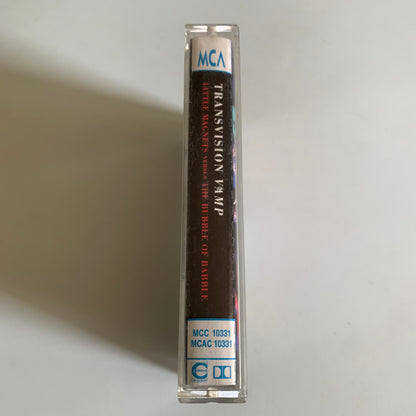 MCA
TRANSVISION VAMP
LITTLE MAGNETS VERSUS THE BUBBLE OF BABBLE
MCC 10331
MCAC 10331